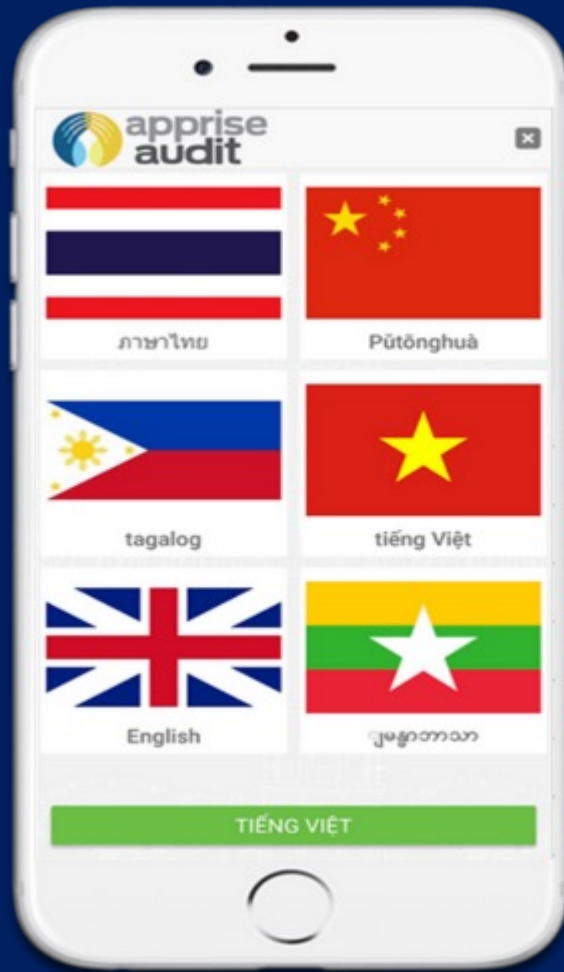 apprise
audit
ภาษาไทย
Pŭtōnghuà
tagalog
tiếng Việt
English
ျမန္မာဘာသာ
TIẾNG VIỆT